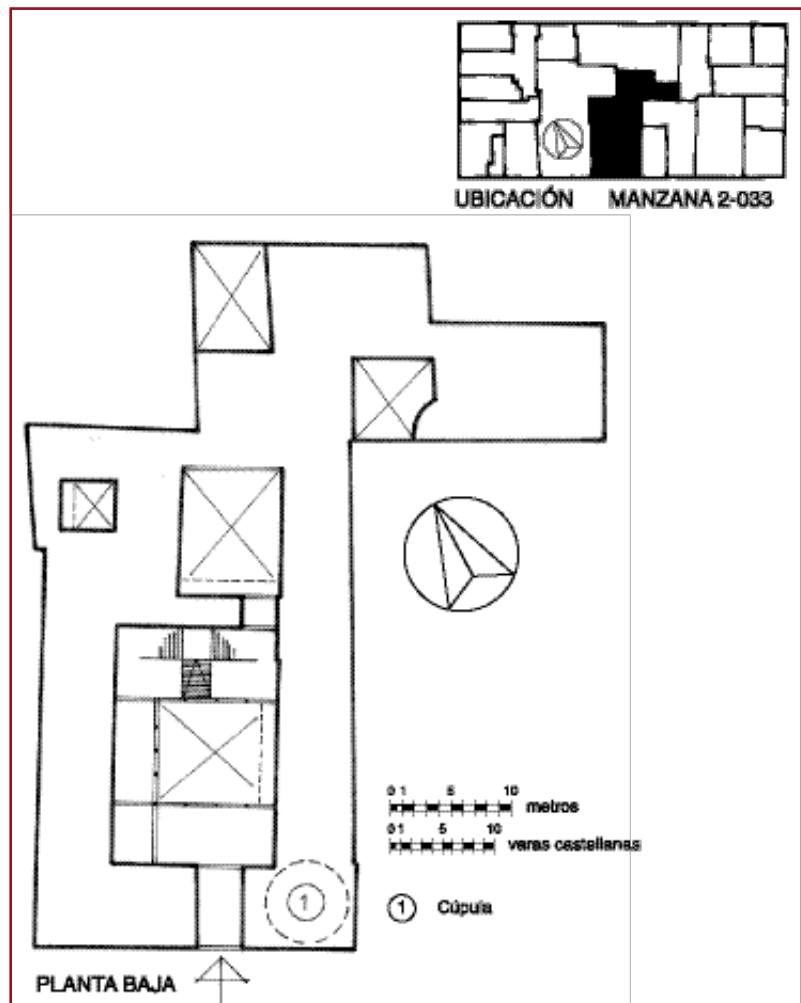 UBICACIÓN MANZANA 2-033
0 1 5 10
metros
0 1 5 10
varas castellanas
1 Cúpula
1
PLANTA BAJA